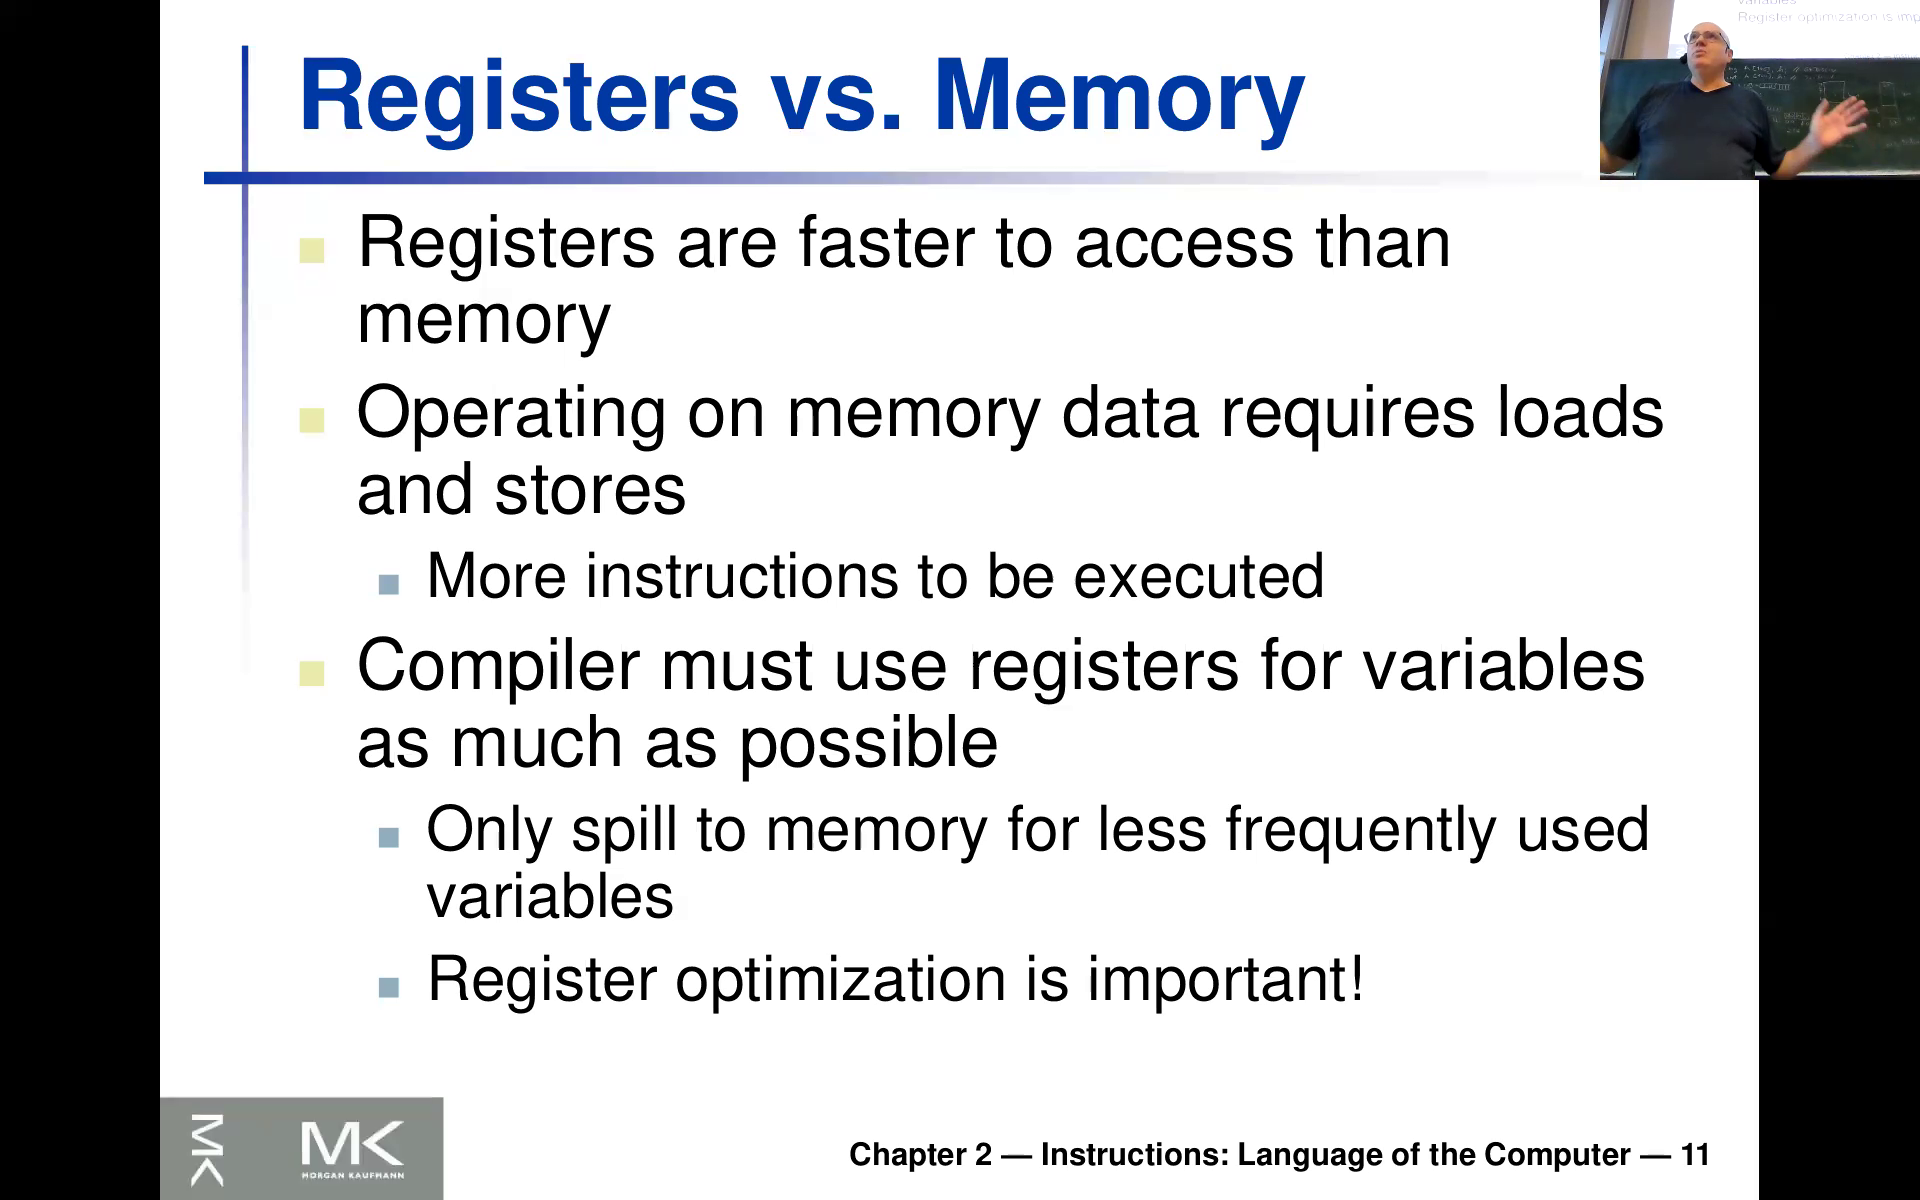 Registers vs. Memory
Registers are faster to access than
memory
Operating on memory data requires loads
and stores
More instructions to be executed
Compiler must use registers for variables
as much as possible
Only spill to memory for less frequently used
variables
Register optimization is important!
MK
MK
MORGAN KAUFMANN
Chapter 2 — Instructions: Language of the Computer — 11
variables
Register optimization is imp